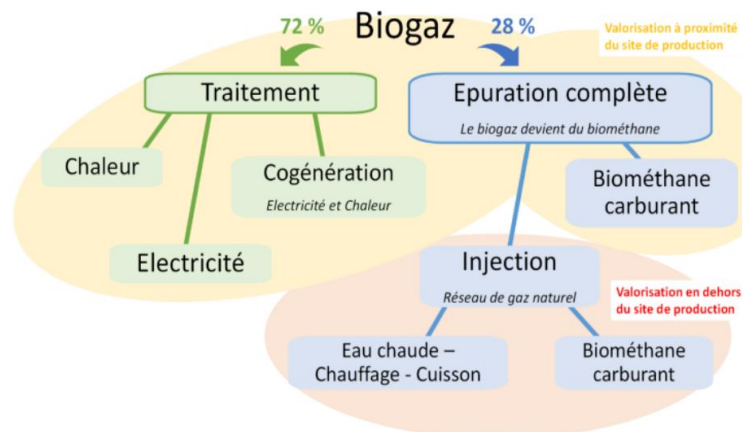 72 %
Biogaz
28 %
Valorisation à proximité
du site de production
Traitement
Epuration complète
Le biogaz devient du biométhane
Chaleur
Cogénération
Electricité et Chaleur
Biométhane
carburant
Electricité
Injection
Réseau de gaz naturel
Valorisation en dehors
du site de production
Eau chaude –
Chauffage - Cuisson
Biométhane
carburant